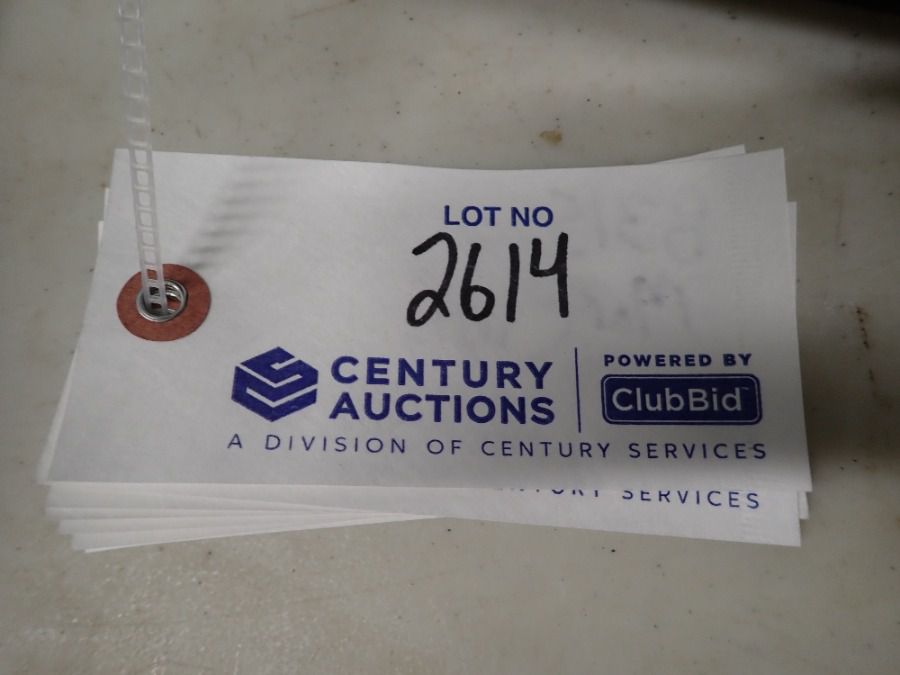 LOT NO
2614
CENTURY
AUCTIONS
POWERED BY
ClubBid
A DIVISION OF CENTURY SERVICES
SERVICES